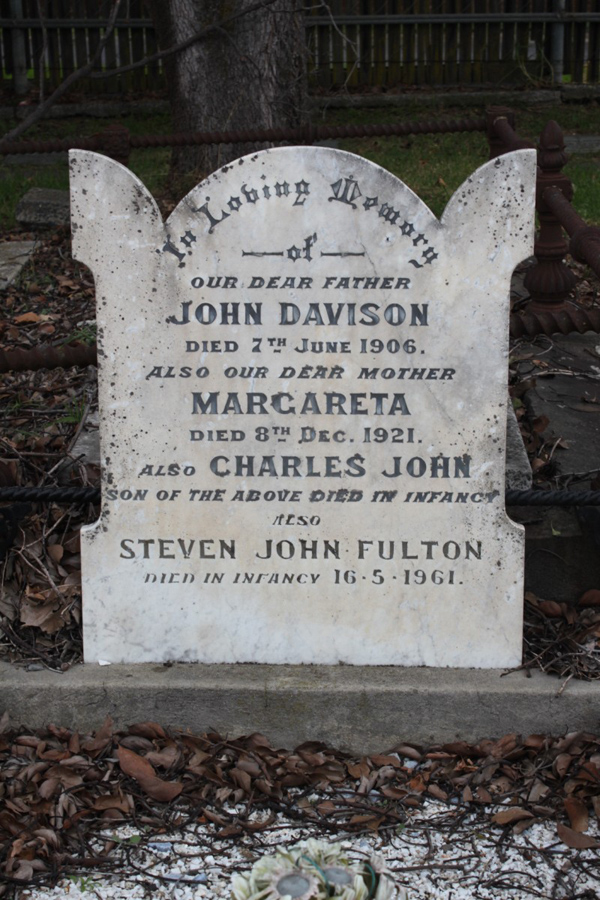 In Loving Memory
— of —
OUR DEAR FATHER
JOHN DAVISON
DIED 7TH JUNE 1906.
ALSO OUR DEAR MOTHER
MARGARETA
DIED 8TH DEC. 1921.
ALSO CHARLES JOHN
SON OF THE ABOVE DIED IN INFANCY
ALSO
STEVEN JOHN FULTON
DIED IN INFANCY 16·5·1961.